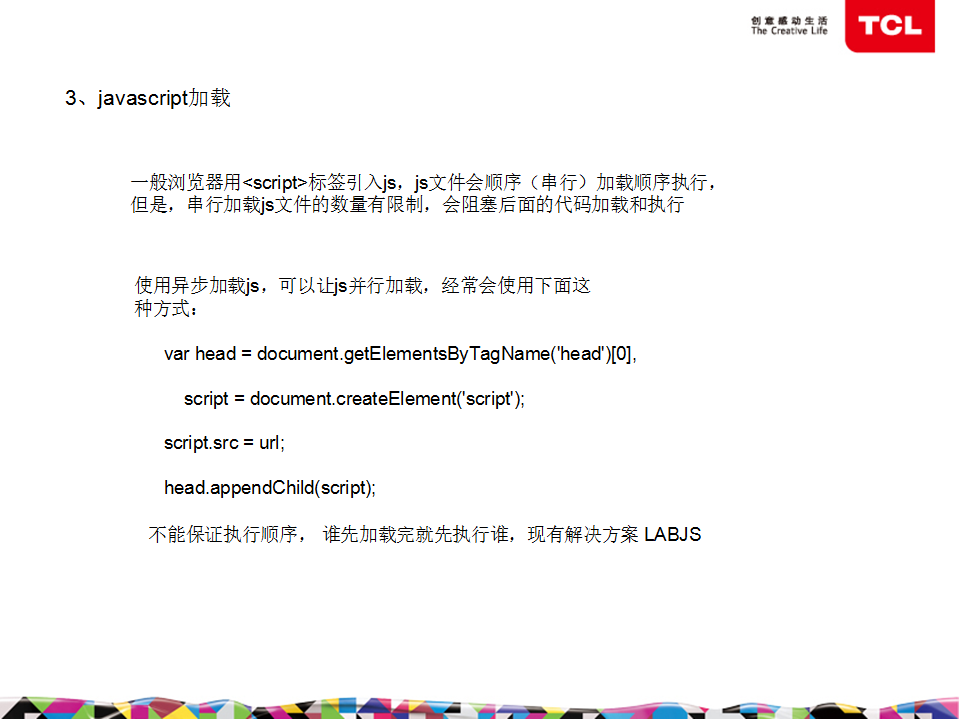 创意感动生活
The Creative Life
TCL
3、javascript加载
一般浏览器用<script>标签引入js，js文件会顺序（串行）加载顺序执行，
但是，串行加载js文件的数量有限制，会阻塞后面的代码加载和执行
使用异步加载js，可以让js并行加载，经常会使用下面这
种方式：
var head = document.getElementsByTagName('head')[0],
script = document.createElement('script');
script.src = url;
head.appendChild(script);
不能保证执行顺序， 谁先加载完就先执行谁，现有解决方案 LABJS